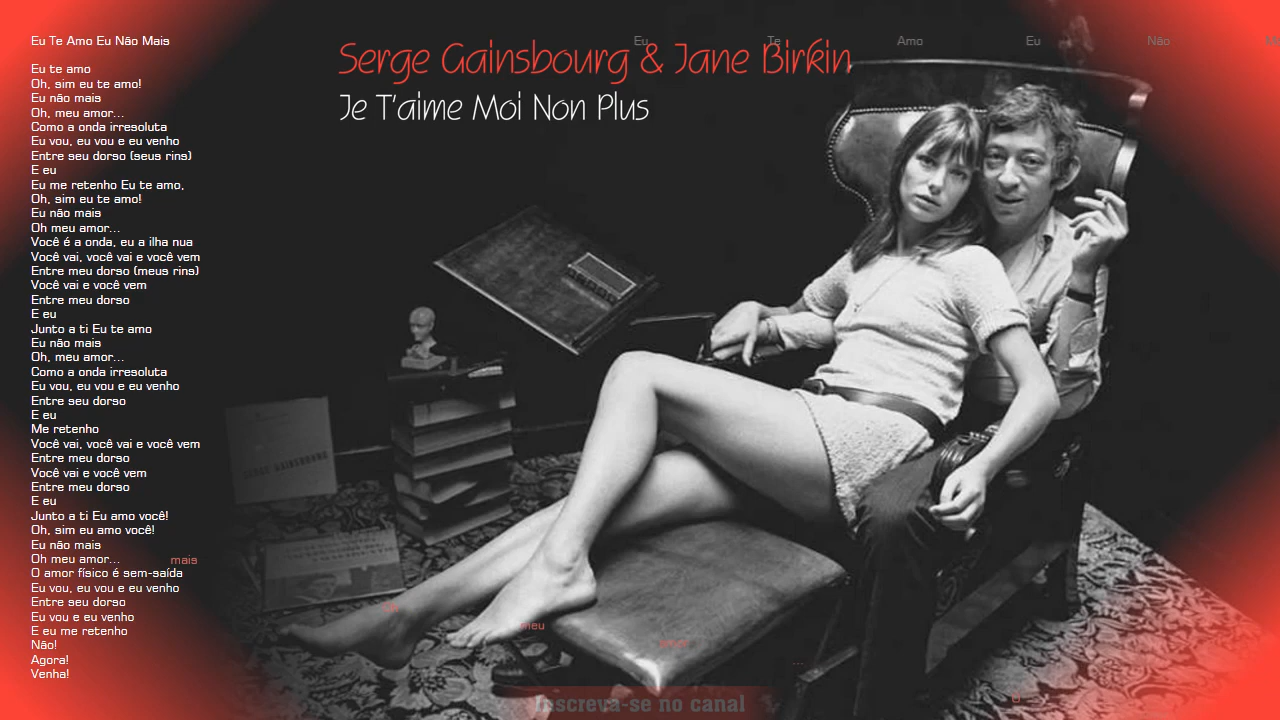 Eu Te Amo Eu Não Mais
Eu te amo
Oh, sim eu te amo!
Eu não mais
Oh, meu amor...
Como a onda irresoluta
Eu vou, eu vou e eu venho
Entre seu dorso (seus rins)
E eu
Eu me retenho Eu te amo,
Oh, sim eu te amo!
Eu não mais
Oh meu amor...
Você é a onda, eu a ilha nua
Você vai, você vai e você vem
Entre meu dorso (meus rins)
Você vai e você vem
Entre meu dorso
E eu
Junto a ti Eu te amo
Eu não mais
Oh, meu amor...
Como a onda irresoluta
Eu vou, eu vou e eu venho
Entre seu dorso
E eu
Me retenho
Você vai, você vai e você vem
Entre meu dorso
Você vai e você vem
Entre meu dorso
E eu
Junto a ti Eu amo você!
Oh, sim eu amo você!
Eu não mais
Oh meu amor...
O amor físico é sem-saída
Eu vou, eu vou e eu venho
Entre seu dorso
Eu vou e eu venho
E eu me retenho
Não!
Agora!
Venha!
Eu Te Amo Eu Não
Serge Gainsbourg & Jane Birkin
Je T'aime Moi Non Plus
SERGE GAINSBOURG
mais
Oh
meu
amor
...
O
Inscreva-se no canal